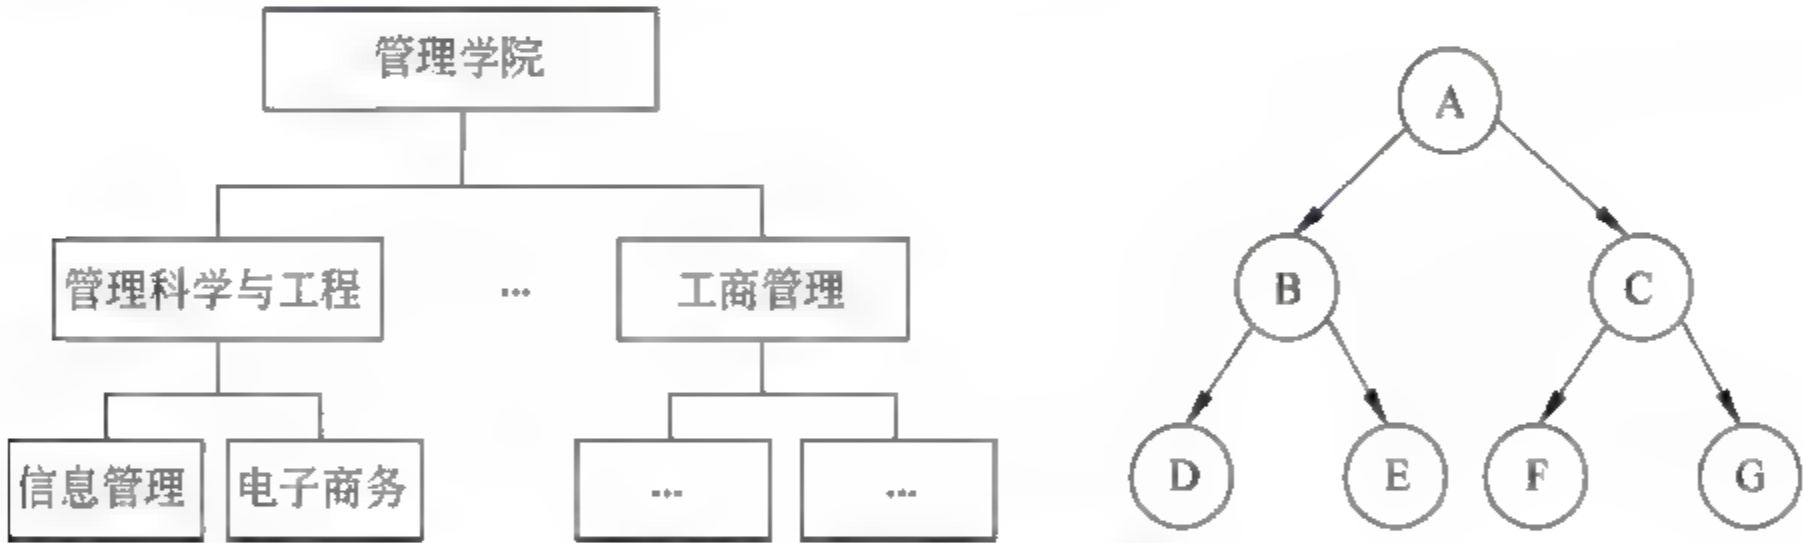 管理学院
A
管理科学与工程 … 工商管理
B C
信息管理 电子商务 … …
D E F G